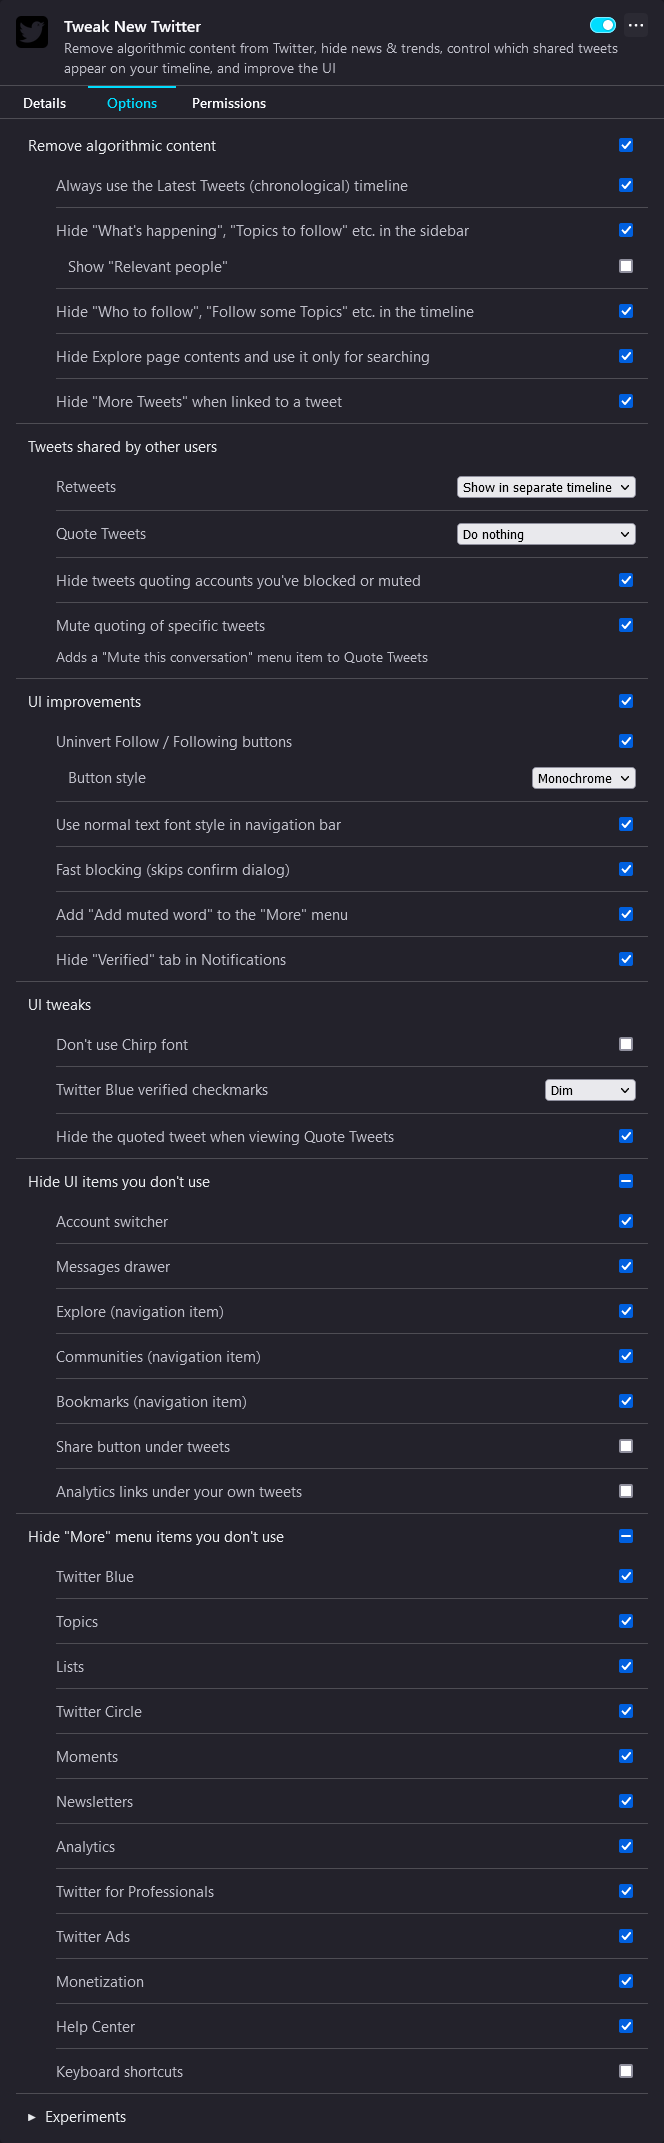 Tweak New Twitter
Remove algorithmic content from Twitter, hide news & trends, control which shared tweets
appear on your timeline, and improve the UI
Details Options Permissions
Remove algorithmic content
Always use the Latest Tweets (chronological) timeline
Hide "What's happening", "Topics to follow" etc. in the sidebar
Show "Relevant people"
Hide "Who to follow", "Follow some Topics" etc. in the timeline
Hide Explore page contents and use it only for searching
Hide "More Tweets" when linked to a tweet
Tweets shared by other users
Retweets Show in separate timeline
Quote Tweets Do nothing
Hide tweets quoting accounts you've blocked or muted
Mute quoting of specific tweets
Adds a "Mute this conversation" menu item to Quote Tweets
UI improvements
Uninvert Follow / Following buttons
Button style Monochrome
Use normal text font style in navigation bar
Fast blocking (skips confirm dialog)
Add "Add muted word" to the "More" menu
Hide "Verified" tab in Notifications
UI tweaks
Don't use Chirp font
Twitter Blue verified checkmarks Dim
Hide the quoted tweet when viewing Quote Tweets
Hide UI items you don't use
Account switcher
Messages drawer
Explore (navigation item)
Communities (navigation item)
Bookmarks (navigation item)
Share button under tweets
Analytics links under your own tweets
Hide "More" menu items you don't use
Twitter Blue
Topics
Lists
Twitter Circle
Moments
Newsletters
Analytics
Twitter for Professionals
Twitter Ads
Monetization
Help Center
Keyboard shortcuts
Experiments